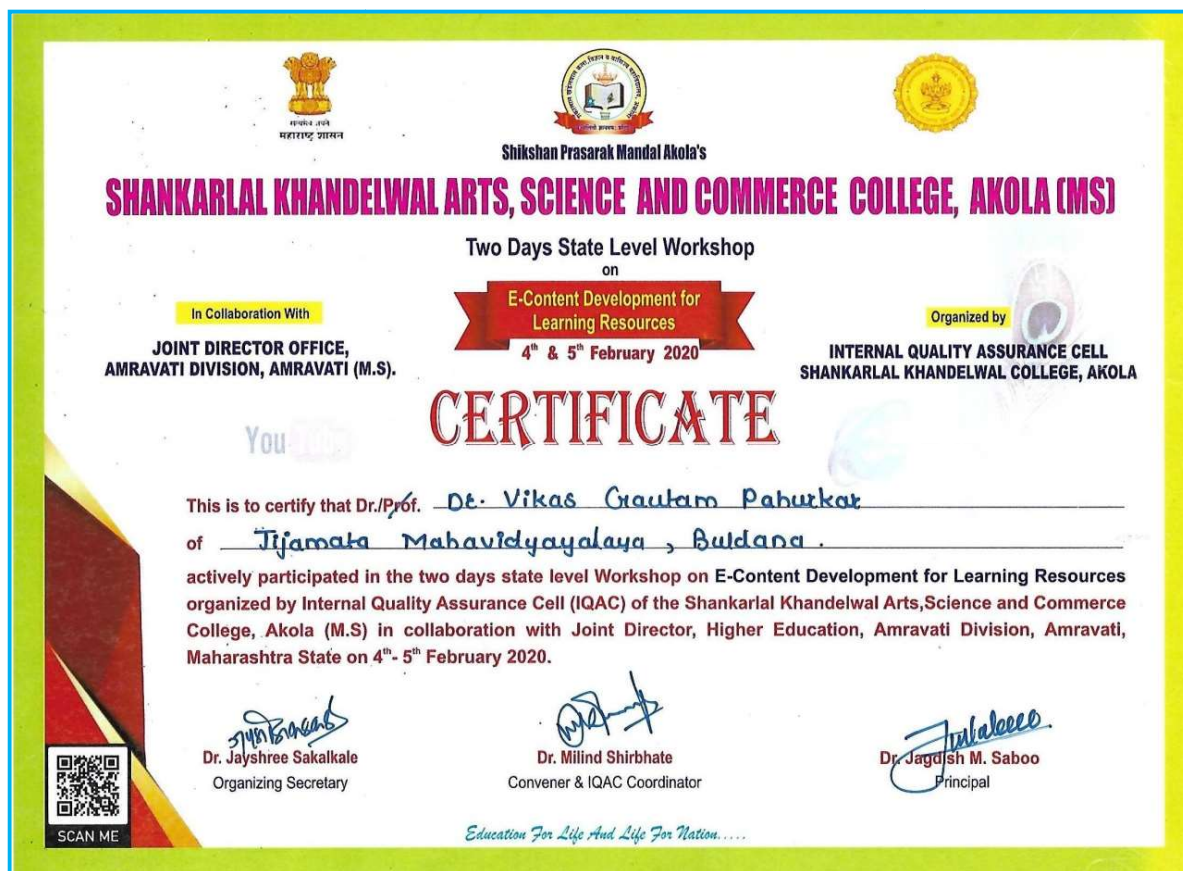 सत्यमेव जयते
महाराष्ट्र शासन
Shikshan Prasarak Mandal Akola's
SHANKARLAL KHANDELWAL ARTS, SCIENCE AND COMMERCE COLLEGE, AKOLA (MS)
Two Days State Level Workshop
on
E-Content Development for
Learning Resources
4th & 5th February 2020
In Collaboration With
JOINT DIRECTOR OFFICE,
AMRAVATI DIVISION, AMRAVATI (M.S).
Organized by
INTERNAL QUALITY ASSURANCE CELL
SHANKARLAL KHANDELWAL COLLEGE, AKOLA
CERTIFICATE
YouTube
This is to certify that Dr./Prof. Dr. Vikas Gautam Pahurkar
of Jijamata Mahavidyayalaya, Buldana.
actively participated in the two days state level Workshop on E-Content Development for Learning Resources
organized by Internal Quality Assurance Cell (IQAC) of the Shankarlal Khandelwal Arts,Science and Commerce
College, Akola (M.S) in collaboration with Joint Director, Higher Education, Amravati Division, Amravati,
Maharashtra State on 4th- 5th February 2020.
Dr. Jayshree Sakalkale
Organizing Secretary
Dr. Milind Shirbhate
Convener & IQAC Coordinator
Dr. Jagdish M. Saboo
Principal
SCAN ME
Education For Life And Life For Nation.....